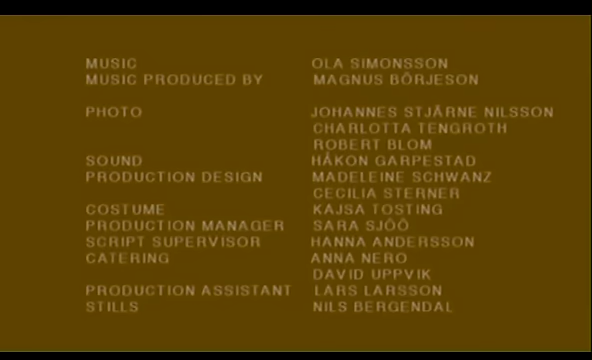 MUSIC OLA SIMONSSON
MUSIC PRODUCED BY MAGNUS BÖRJESON
PHOTO JOHANNES STJÄRNE NILSSON
CHARLOTTA TENGROTH
ROBERT BLOM
SOUND HÅKON GARPESTAD
PRODUCTION DESIGN MADELEINE SCHWANZ
CECILIA STERNER
COSTUME KAJSA TOSTING
PRODUCTION MANAGER SARA SJÖÖ
SCRIPT SUPERVISOR HANNA ANDERSSON
CATERING ANNA NERO
DAVID UPPVIK
PRODUCTION ASSISTANT LARS LARSSON
STILLS NILS BERGENDAL